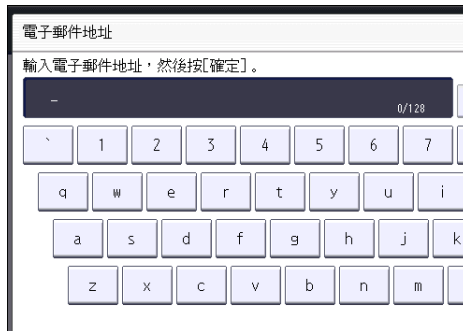 電子郵件地址
輸入電子郵件地址，然後按[確定]。
_
0/128
` 1 2 3 4 5 6 7
q w e r t y u i
a s d f g h j k
z x c v b n m